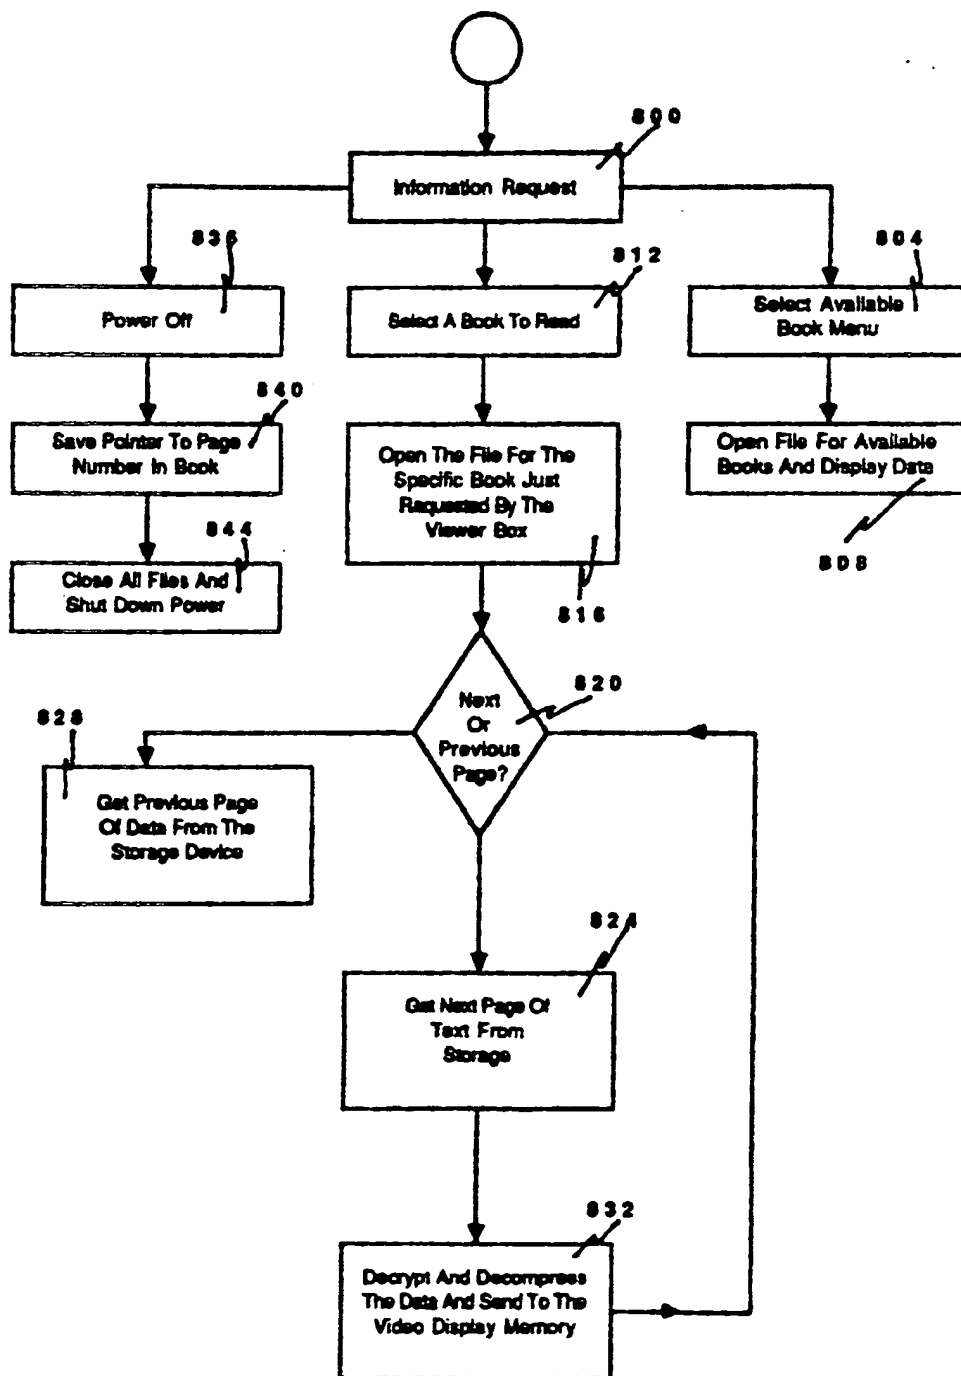 800
Information Request
836
812
804
Power Off
Select A Book To Read
Select Available
Book Menu
840
Save Pointer To Page
Number In Book
Open The File For The
Specific Book Just
Requested By The
Viewer Box
Open File For Available
Books And Display Data
844
808
Close All Files And
Shut Down Power
816
820
Next
Or
Previous
Page?
828
Get Previous Page
Of Data From The
Storage Device
824
Get Next Page Of
Text From
Storage
832
Decrypt And Decompress
The Data And Send To The
Video Display Memory